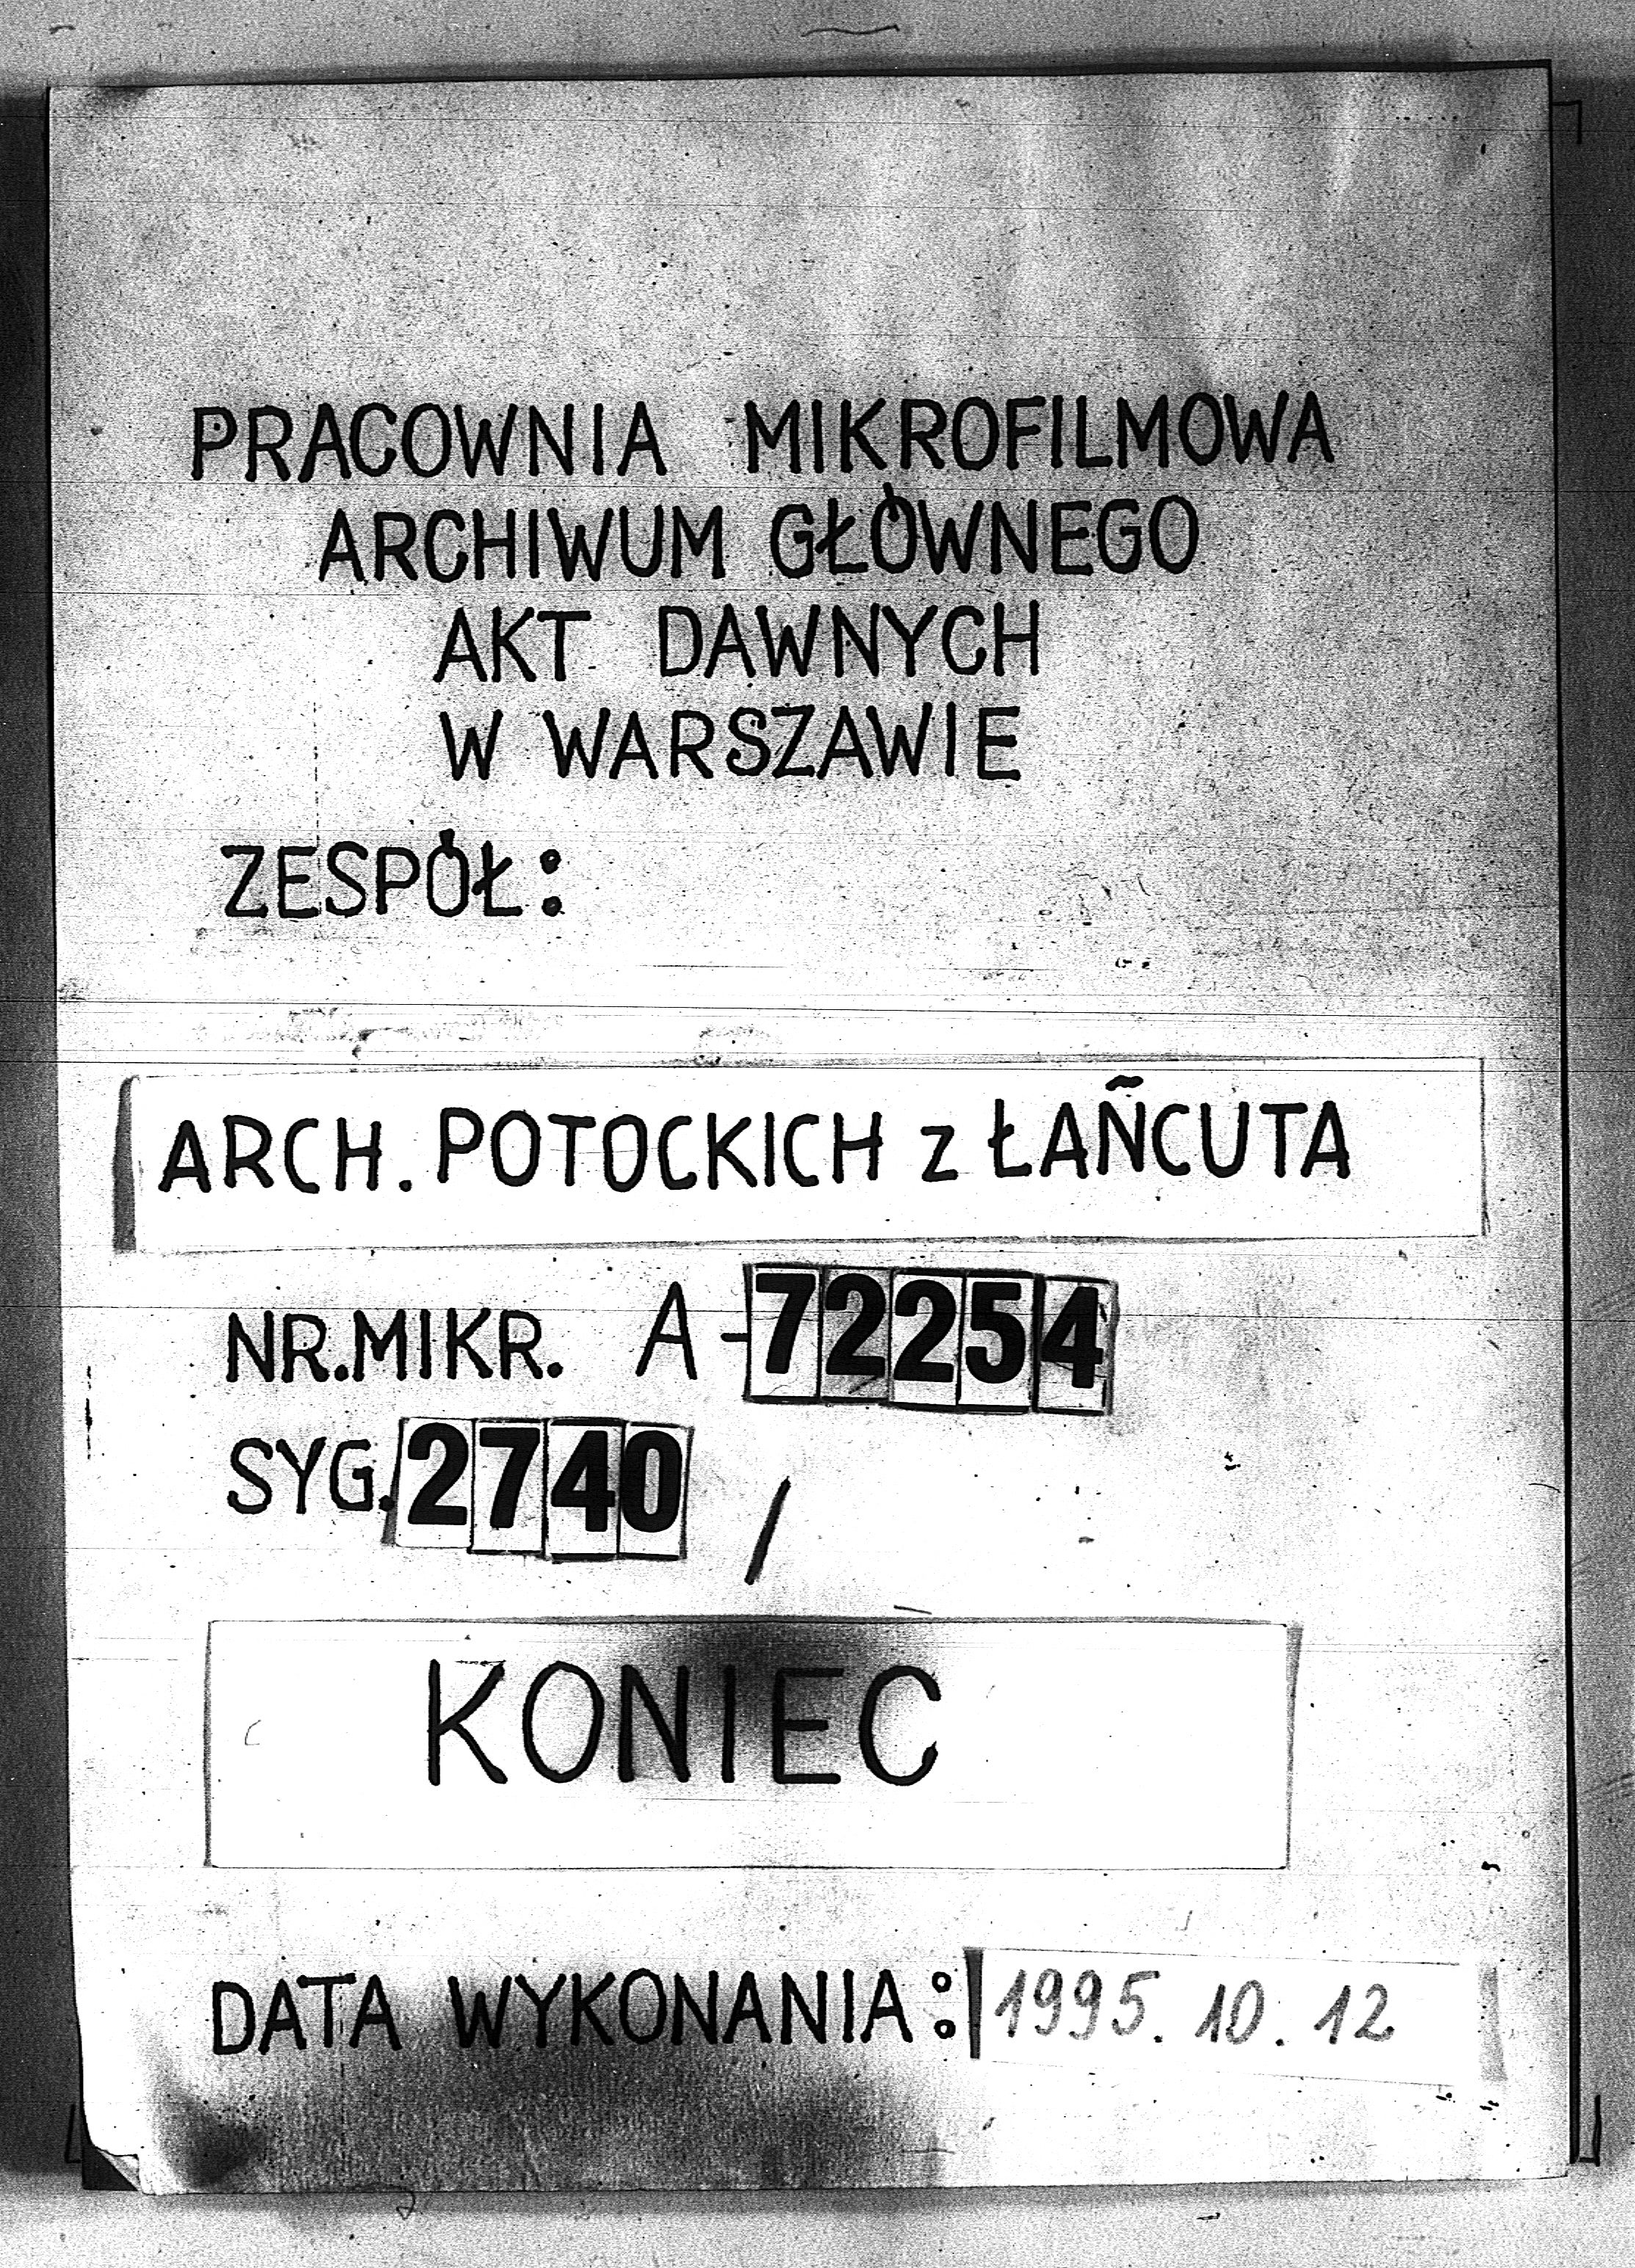 PRACOWNIA MIKROFILMOWA
ARCHIWUM GŁÓWNEGO
AKT DAWNYCH
W WARSZAWIE
ZESPÓŁ:
ARCH. POTOCKICH z ŁAŃCUTA
NR.MIKR. A-72254
SYG. 2740 /
KONIEC
DATA WYKONANIA: 1995. 10. 12